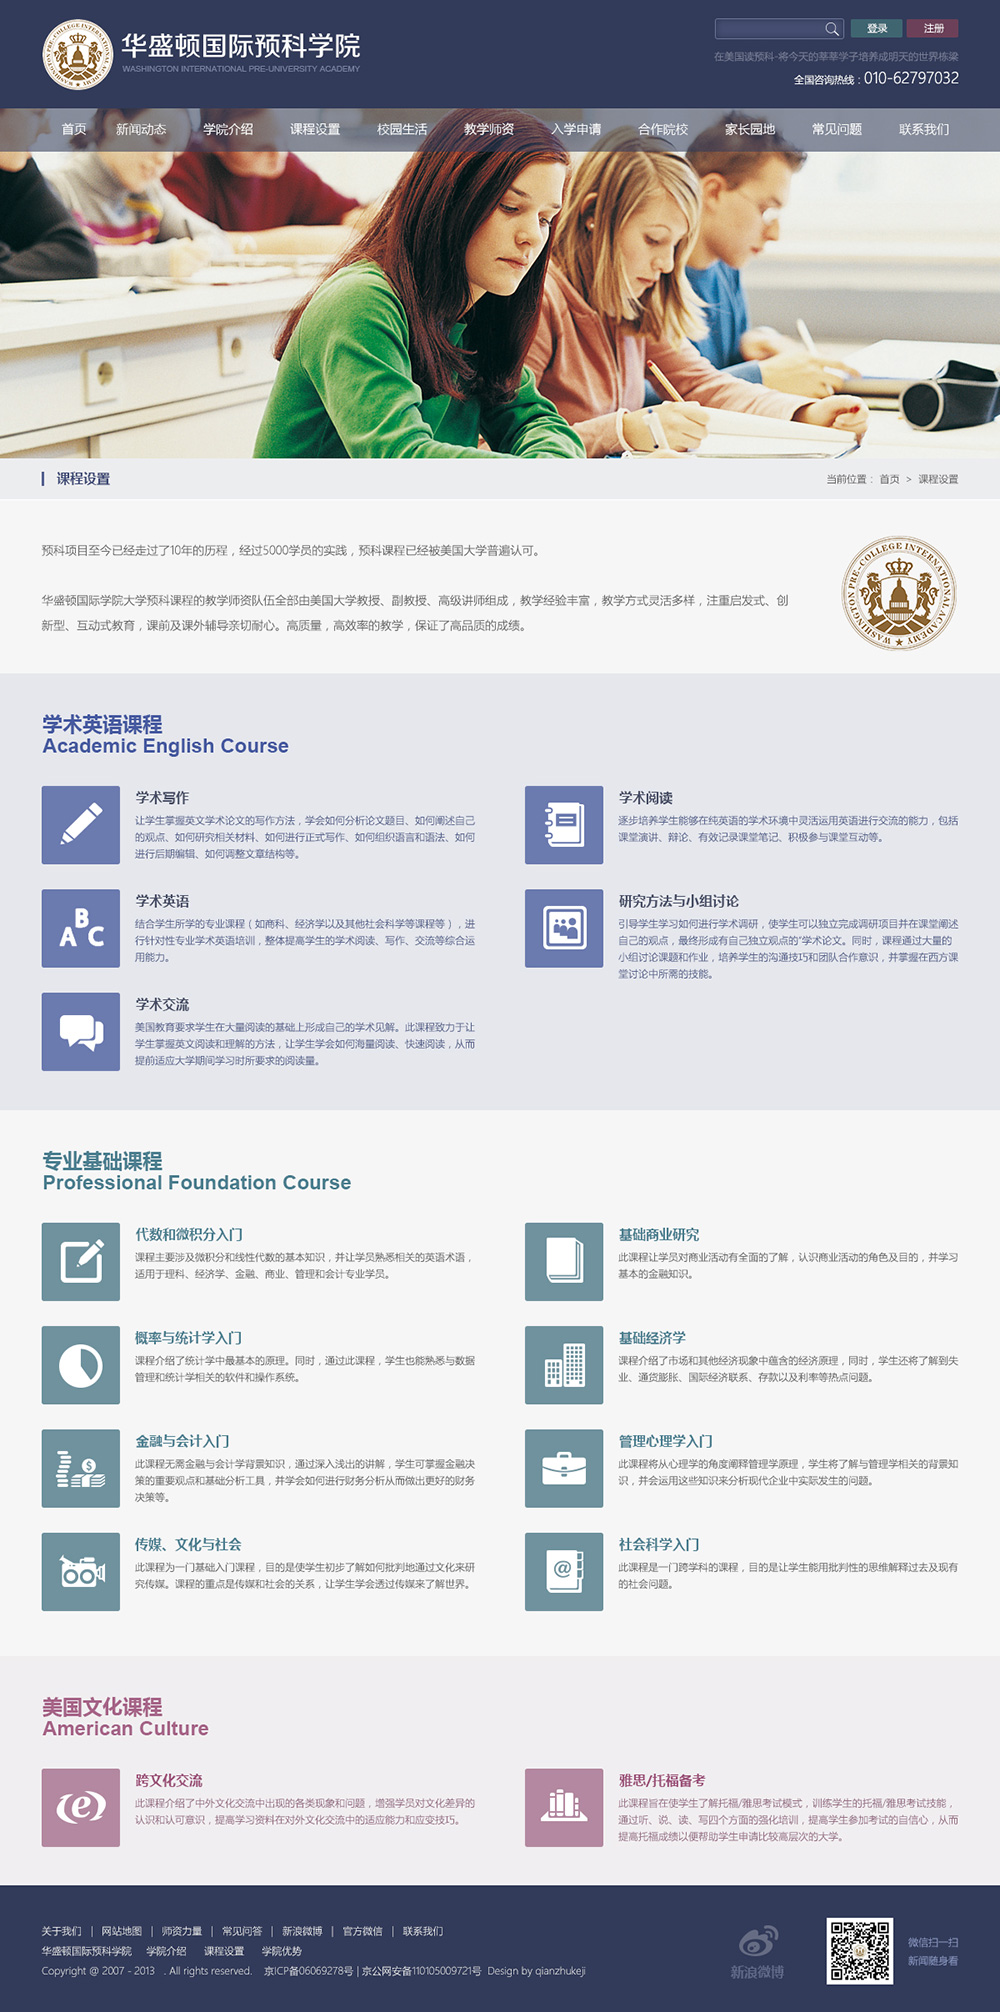 华盛顿国际预科学院
WASHINGTON INTERNATIONAL PRE-UNIVERSITY ACADEMY
登录
注册
在美国读预科-将今天的莘莘学子培养成明天的世界栋梁
全国咨询热线：010-62797032
首页 新闻动态 学院介绍 课程设置 校园生活 教学师资 入学申请 合作院校 家长园地 常见问题 联系我们
课程设置
当前位置： 首页 > 课程设置
预科项目至今已经走过了10年的历程，经过5000学员的实践，预科课程已经被美国大学普遍认可。
华盛顿国际学院大学预科课程的教学师资队伍全部由美国大学教授、副教授、高级讲师组成，教学经验丰富，教学方式灵活多样，注重启发式、创
新型、互动式教育，课前及课外辅导亲切耐心。高质量，高效率的教学，保证了高品质的成绩。
WASHINGTON PRE-COLLEGE INTERNATIONAL ACADEMY
学术英语课程
Academic English Course
学术写作
让学生掌握英文学术论文的写作方法，学会如何分析论文题目、如何阐述自己
的观点、如何研究相关材料、如何进行正式写作、如何组织语言和语法、如何
进行后期编辑、如何调整文章结构等。
学术阅读
逐步培养学生能够在纯英语的学术环境中灵活运用英语进行交流的能力，包括
课堂演讲、辩论、有效记录课堂笔记、积极参与课堂互动等。
ABC
学术英语
结合学生所学的专业课程（如商科、经济学以及其他社会科学等课程等），进
行针对性专业学术英语培训，整体提高学生的学术阅读、写作、交流等综合运
用能力。
研究方法与小组讨论
引导学生学习如何进行学术调研，使学生可以独立完成调研项目并在课堂阐述
自己的观点，最终形成有自己独立观点的“学术论文。同时，课程通过大量的
小组讨论课题和作业，培养学生的沟通技巧和团队合作意识，并掌握在西方课
堂讨论中所需的技能。
学术交流
美国教育要求学生在大量阅读的基础上形成自己的学术见解。此课程致力于让
学生掌握英文阅读和理解的方法，让学生学会如何海量阅读、快速阅读，从而
提前适应大学期间学习时所要求的阅读量。
专业基础课程
Professional Foundation Course
代数和微积分入门
课程主要涉及微积分和线性代数的基本知识，并让学员熟悉相关的英语术语，
适用于理科、经济学、金融、商业、管理和会计专业学员。
基础商业研究
此课程让学员对商业活动有全面的了解，认识商业活动的角色及目的，并学习
基本的金融知识。
概率与统计学入门
课程介绍了统计学中最基本的原理。同时，通过此课程，学生也能熟悉与数据
管理和统计学相关的软件和操作系统。
基础经济学
课程介绍了市场和其他经济现象中蕴含的经济原理，同时，学生还将了解到失
业、通货膨胀、国际经济联系、存款以及利率等热点问题。
金融与会计入门
此课程无需金融与会计学背景知识，通过深入浅出的讲解，学生可掌握金融决
策的重要观点和基础分析工具，并学会如何进行财务分析从而做出更好的财务
决策等。
管理心理学入门
此课程将从心理学的角度阐释管理学原理，学生将了解与管理学相关的背景知
识，并会运用这些知识来分析现代企业中实际发生的问题。
传媒、文化与社会
此课程为一门基础入门课程，目的是使学生初步了解如何批判地通过文化来研
究传媒。课程的重点是传媒和社会的关系，让学生学会透过传媒来了解世界。
社会科学入门
此课程是一门跨学科的课程，目的是让学生能用批判性的思维解释过去及现有
的社会问题。
美国文化课程
American Culture
跨文化交流
此课程介绍了中外文化交流中出现的各类现象和问题，增强学员对文化差异的
认识和认可意识，提高学习资料在对外文化交流中的适应能力和应变技巧。
雅思/托福备考
此课程旨在使学生了解托福/雅思考试模式，训练学生的托福/雅思考试技能，
通过听、说、读、写四个方面的强化培训，提高学生参加考试的自信心，从而
提高托福成绩以便帮助学生申请比较高层次的大学。
关于我们 | 网站地图 | 师资力量 | 常见问答 | 新浪微博 | 官方微信 | 联系我们
华盛顿国际预科学院 学院介绍 课程设置 学院优势
Copyright @ 2007 - 2013 . All rights reserved. 京ICP备06069278号 | 京公网安备110105009721号 Design by qianzhukeji
新浪微博
微信扫一扫
新闻随身看